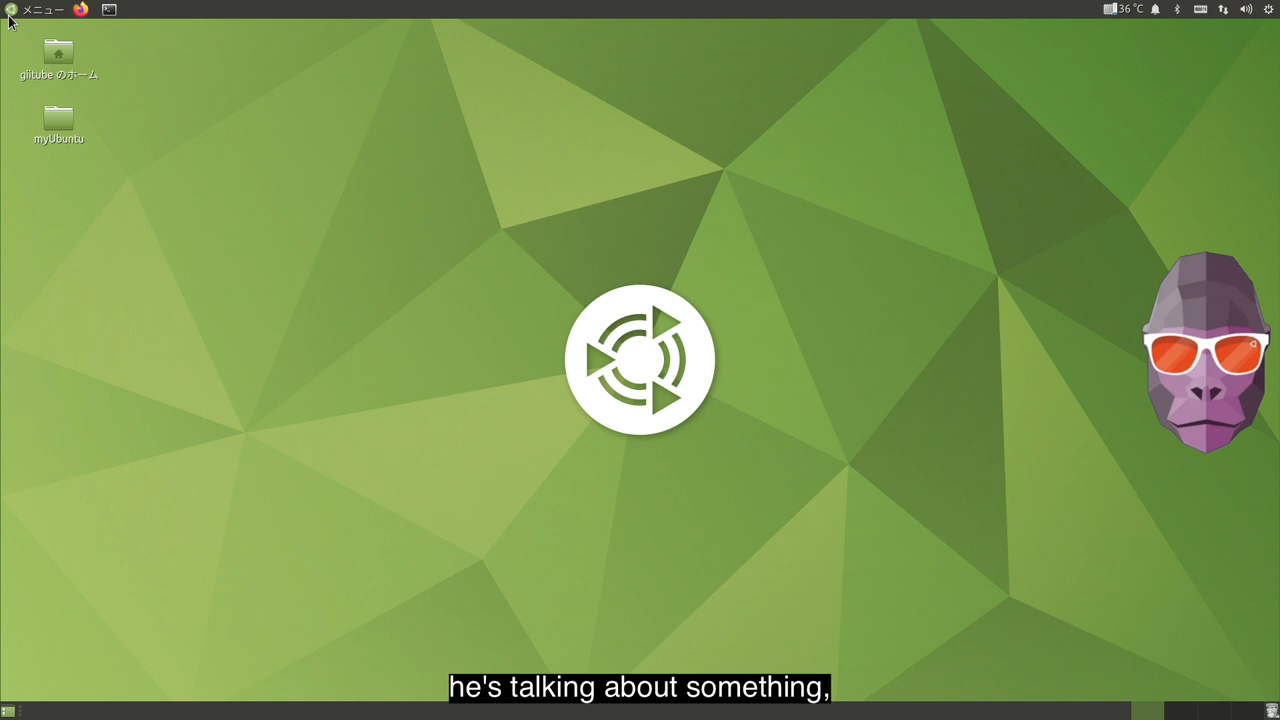 メニュー
36 ℃
giitube のホーム
myUbuntu
he's talking about something,